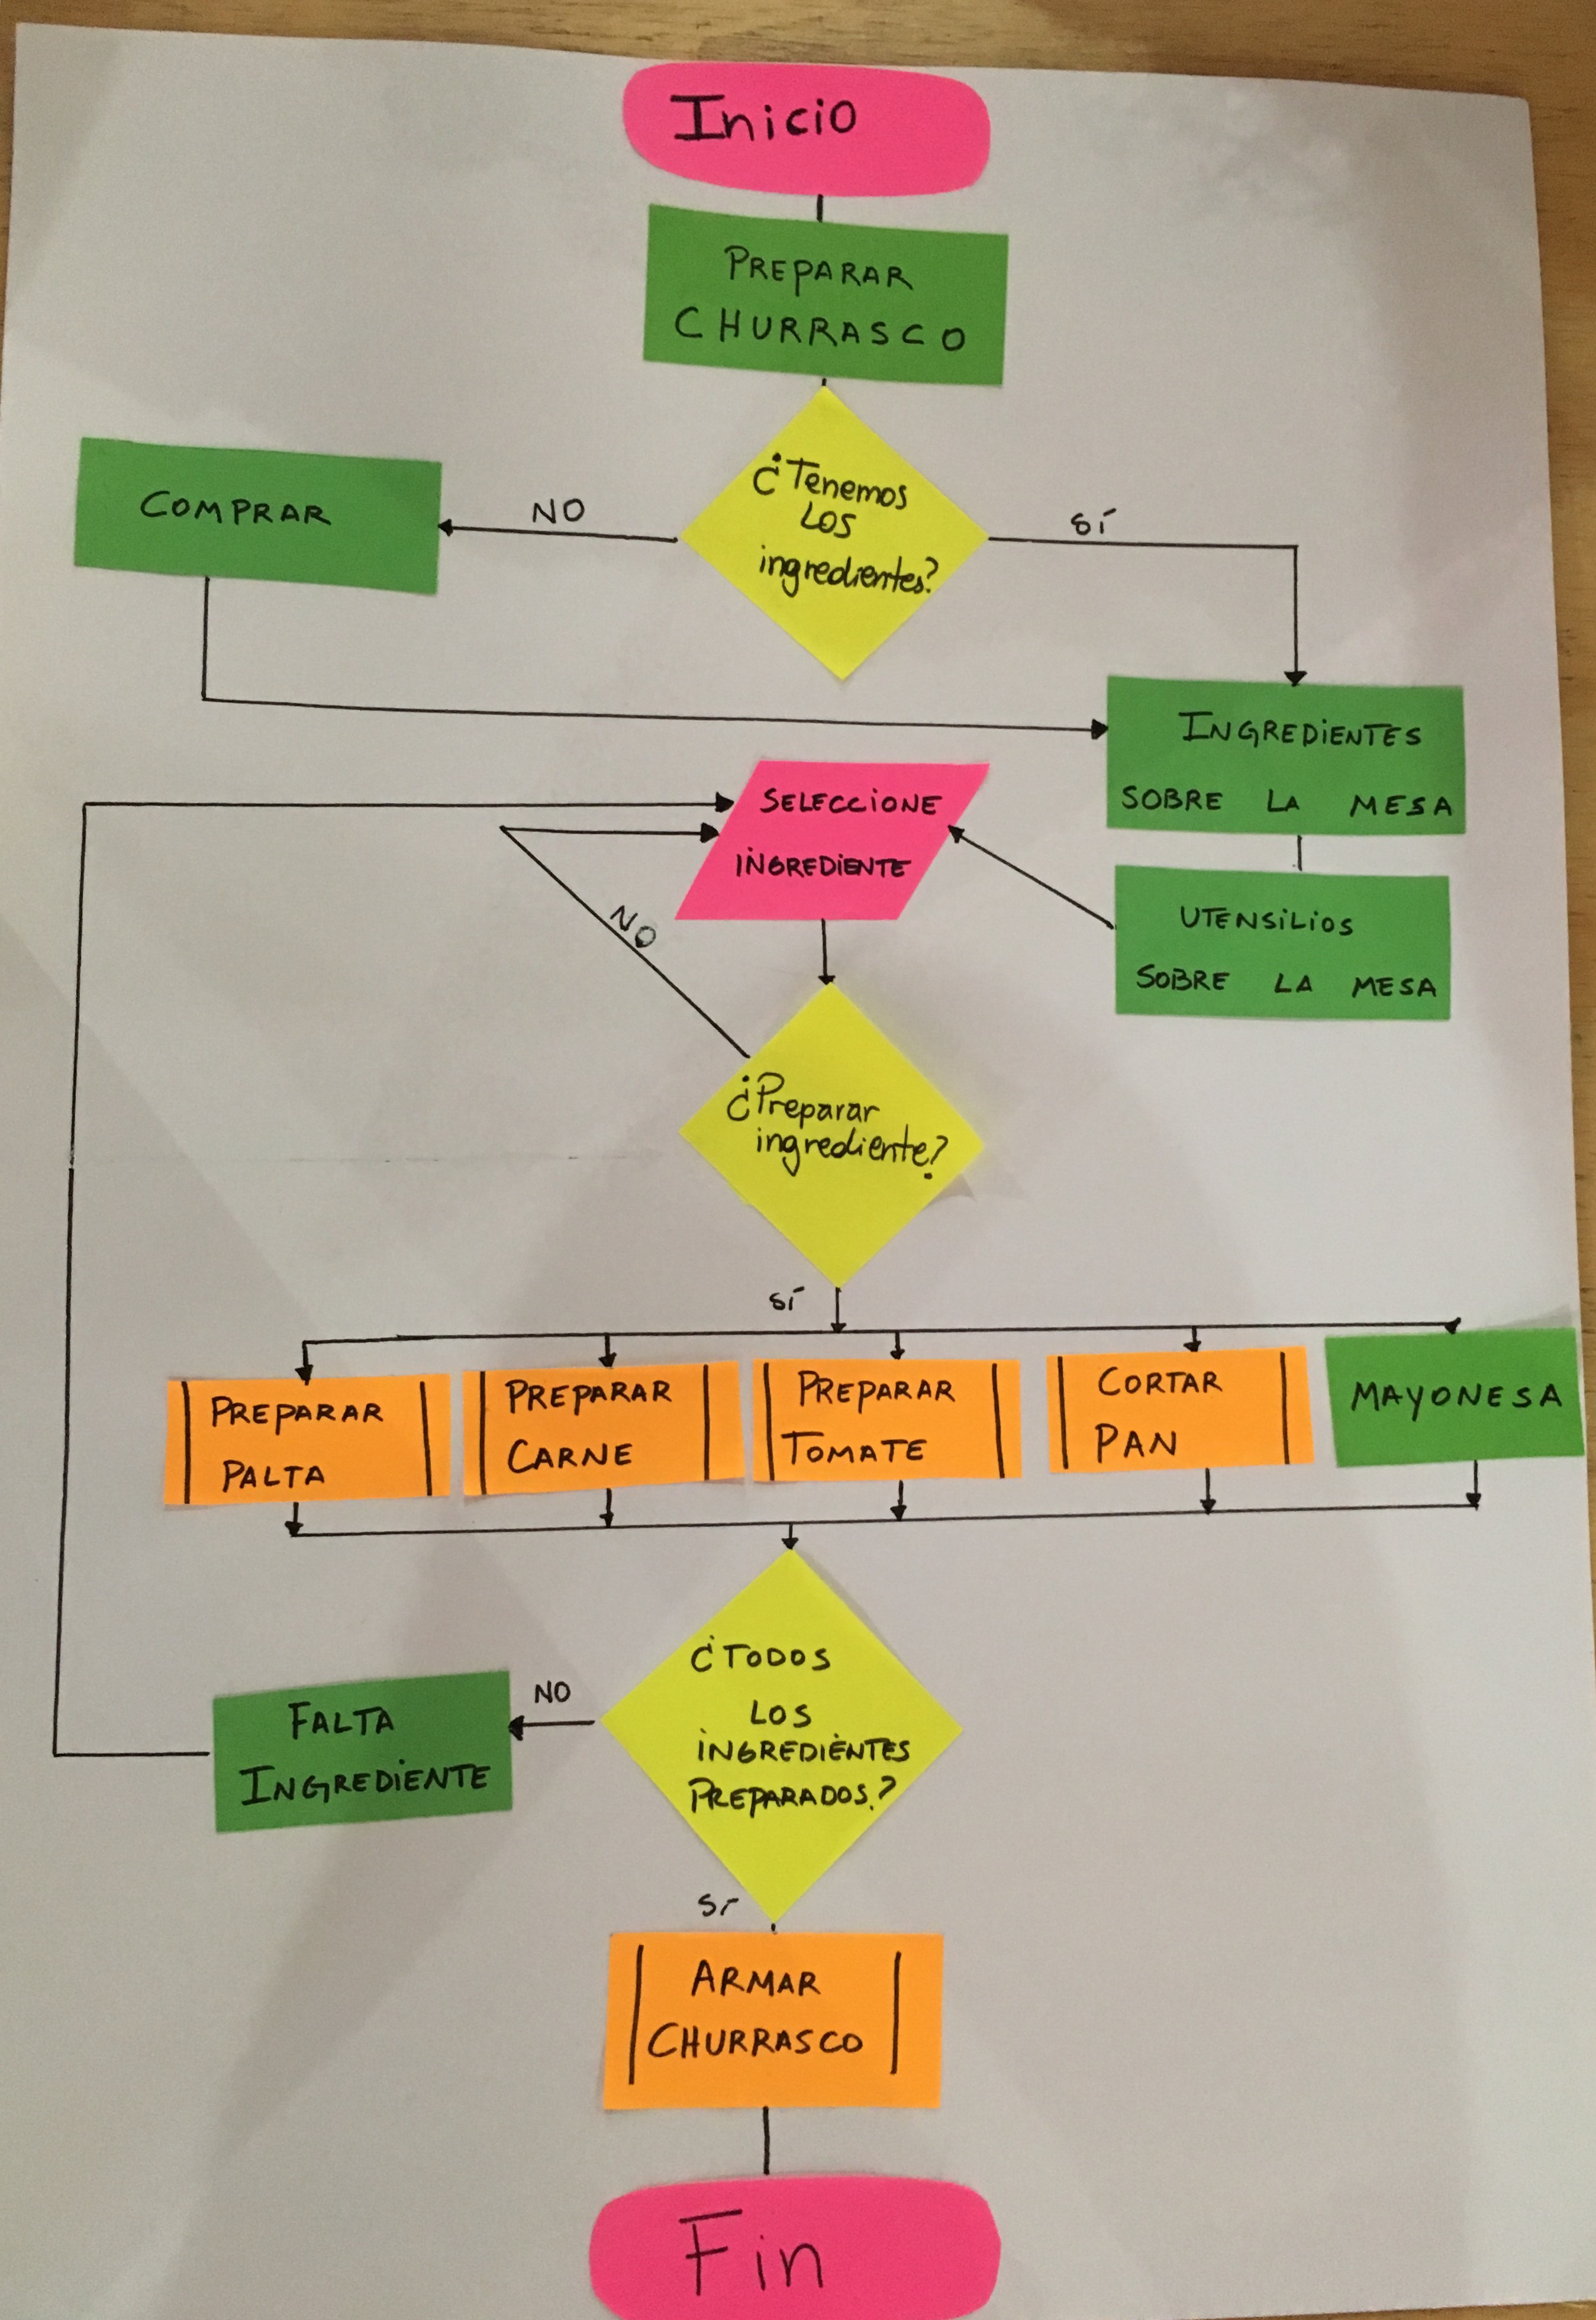 Inicio
PREPARAR
CHURRASCO
¿Tenemos
LOS
ingredientes?
NO
SÍ
COMPRAR
INGREDIENTES
SOBRE LA MESA
SELECCIONE
INGREDIENTE
UTENSILIOS
SOBRE LA MESA
NO
¿Preparar
ingrediente?
SÍ
PREPARAR
PALTA
PREPARAR
CARNE
PREPARAR
TOMATE
CORTAR
PAN
MAYONESA
¿TODOS
LOS
INGREDIENTES
PREPARADOS?
NO
FALTA
INGREDIENTE
SÍ
ARMAR
CHURRASCO
Fin